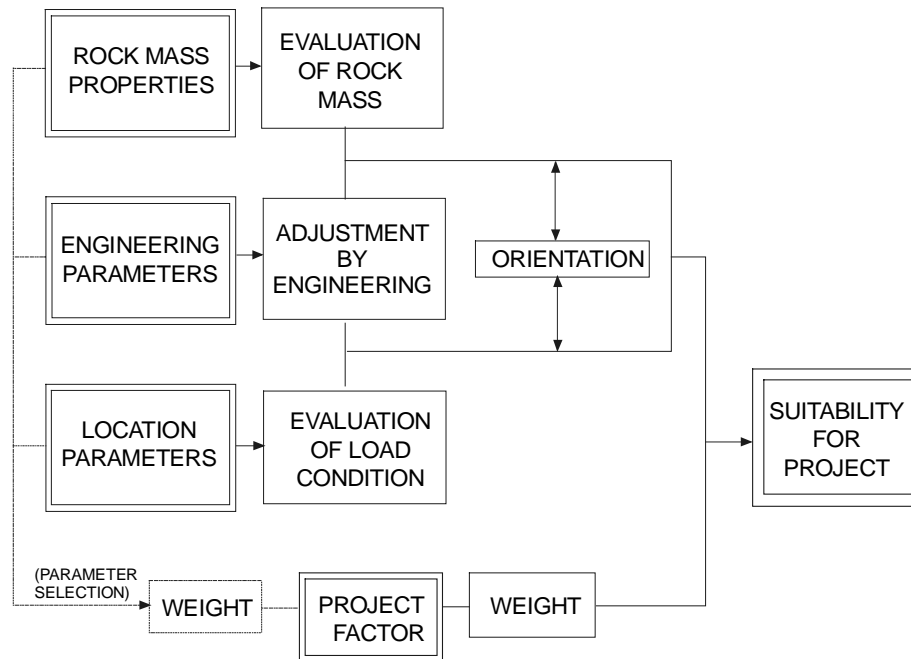 ROCK MASS
PROPERTIES
EVALUATION
OF ROCK
MASS
ENGINEERING
PARAMETERS
ADJUSTMENT
BY
ENGINEERING
ORIENTATION
LOCATION
PARAMETERS
EVALUATION
OF LOAD
CONDITION
SUITABILITY
FOR
PROJECT
(PARAMETER
SELECTION)
WEIGHT
PROJECT
FACTOR
WEIGHT